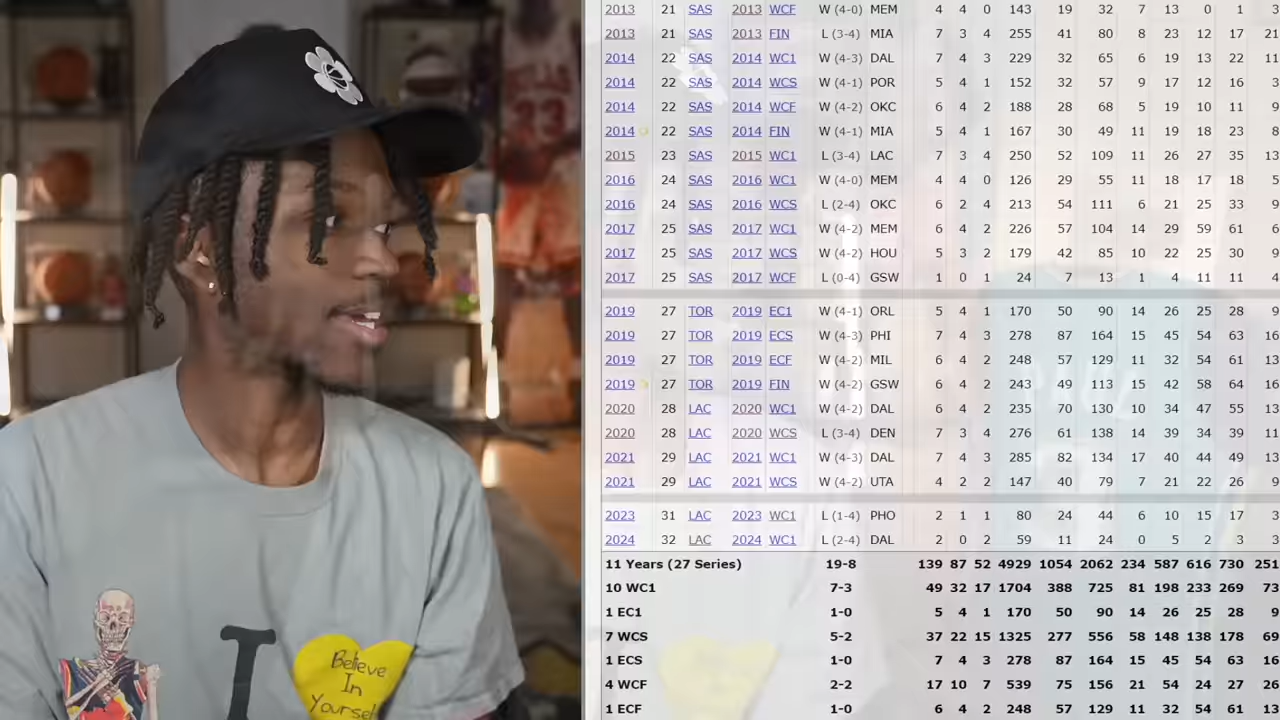 2013 21 SAS 2013 WCF W (4-0) MEM 4 4 0 143 19 32 7 13 0 1 3
2013 21 SAS 2013 FIN L (3-4) MIA 7 3 4 255 41 80 8 23 12 17 21
2014 22 SAS 2014 WC1 W (4-3) DAL 7 4 3 229 32 65 6 19 13 22 11
2014 22 SAS 2014 WCS W (4-1) POR 5 4 1 152 32 57 9 17 12 16 3
2014 22 SAS 2014 WCF W (4-2) OKC 6 4 2 188 28 68 5 19 10 11 9
2014 22 SAS 2014 FIN W (4-1) MIA 5 4 1 167 30 49 11 19 18 23 8
2015 23 SAS 2015 WC1 L (3-4) LAC 7 3 4 250 52 109 11 26 27 35 13
2016 24 SAS 2016 WC1 W (4-0) MEM 4 4 0 126 29 55 11 18 17 18 5
2016 24 SAS 2016 WCS L (2-4) OKC 6 2 4 213 54 111 6 21 25 33 9
2017 25 SAS 2017 WC1 W (4-2) MEM 6 4 2 226 57 104 14 29 59 61 6
2017 25 SAS 2017 WCS W (4-2) HOU 5 3 2 179 42 85 10 22 25 30 9
2017 25 SAS 2017 WCF L (0-4) GSW 1 0 1 24 7 13 1 4 11 11 4
2019 27 TOR 2019 EC1 W (4-1) ORL 5 4 1 170 50 90 14 26 25 28 9
2019 27 TOR 2019 ECS W (4-3) PHI 7 4 3 278 87 164 15 45 54 63 16
2019 27 TOR 2019 ECF W (4-2) MIL 6 4 2 248 57 129 11 32 54 61 13
2019 27 TOR 2019 FIN W (4-2) GSW 6 4 2 243 49 113 15 42 58 64 16
2020 28 LAC 2020 WC1 W (4-2) DAL 6 4 2 235 70 130 10 34 47 55 13
2020 28 LAC 2020 WCS L (3-4) DEN 7 3 4 276 61 138 14 39 34 39 11
2021 29 LAC 2021 WC1 W (4-3) DAL 7 4 3 285 82 134 17 40 44 49 13
2021 29 LAC 2021 WCS W (4-2) UTA 4 2 2 147 40 79 7 21 22 26 9
2023 31 LAC 2023 WC1 L (1-4) PHO 2 1 1 80 24 44 6 10 15 17 3
2024 32 LAC 2024 WC1 L (2-4) DAL 2 0 2 59 11 24 0 5 2 3 3
11 Years (27 Series) 19-8 139 87 52 4929 1054 2062 234 587 616 730 251
10 WC1 7-3 49 32 17 1704 388 725 81 198 233 269 73
1 EC1 1-0 5 4 1 170 50 90 14 26 25 28 9
7 WCS 5-2 37 22 15 1325 277 556 58 148 138 178 69
1 ECS 1-0 7 4 3 278 87 164 15 45 54 63 16
4 WCF 2-2 17 10 7 539 75 156 21 54 24 27 26
1 ECF 1-0 6 4 2 248 57 129 11 32 54 61 13
23
I
Believe
In
Yourself